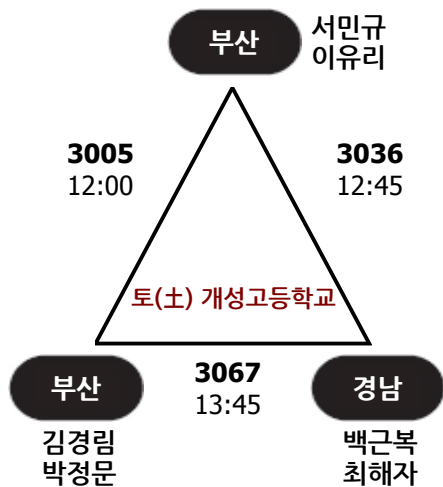 부산
서민규
이유리
3005
12:00
3036
12:45
토(土) 개성고등학교
부산
김경림
박정문
3067
13:45
경남
백근복
최해자